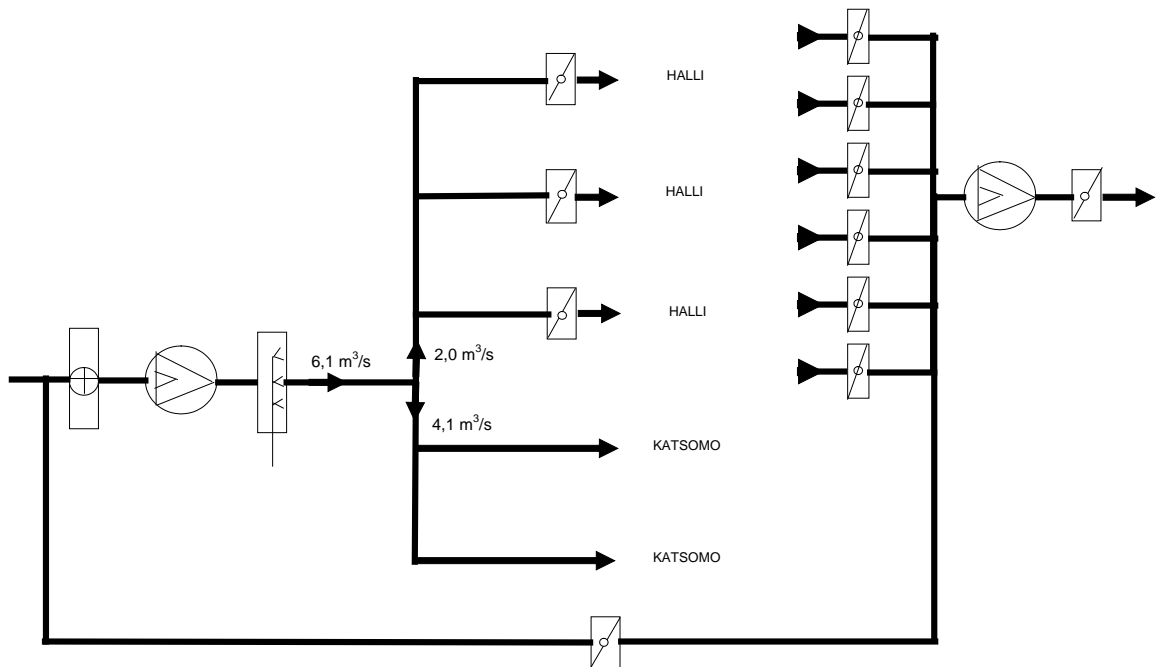 HALLI
HALLI
HALLI
6,1 m³/s
2,0 m³/s
4,1 m³/s
KATSOMO
KATSOMO